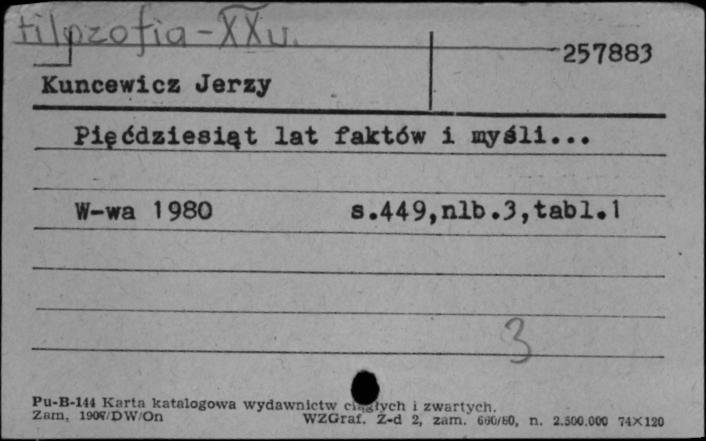 filozofia - XXw.
257883
Kuncewicz Jerzy
Pięćdziesiąt lat faktów i myśli...
W-wa 1980 s.449,nlb.3,tabl.1
3
Pu-B-144 Karta katalogowa wydawnictw ciągłych i zwartych.
Zam. 1908/DW/On WZGraf. Z-d 2, zam. 660/80, n. 2.500.000 74×120